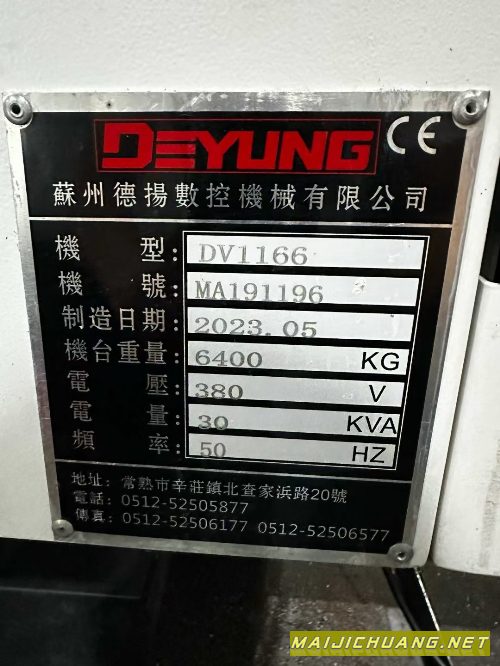 DEYUNG CE
蘇州德揚數控機械有限公司
機 型: DV1166
機 號: MA191196
制造日期: 2023.05
機台重量: 6400 KG
電 壓: 380 V
電 量: 30 KVA
頻 率: 50 HZ
地址: 常熟市辛莊鎮北查家浜路20號
電話: 0512-52505877
傳真: 0512-52506177 0512-52506577
MAIJICHUANG.NET